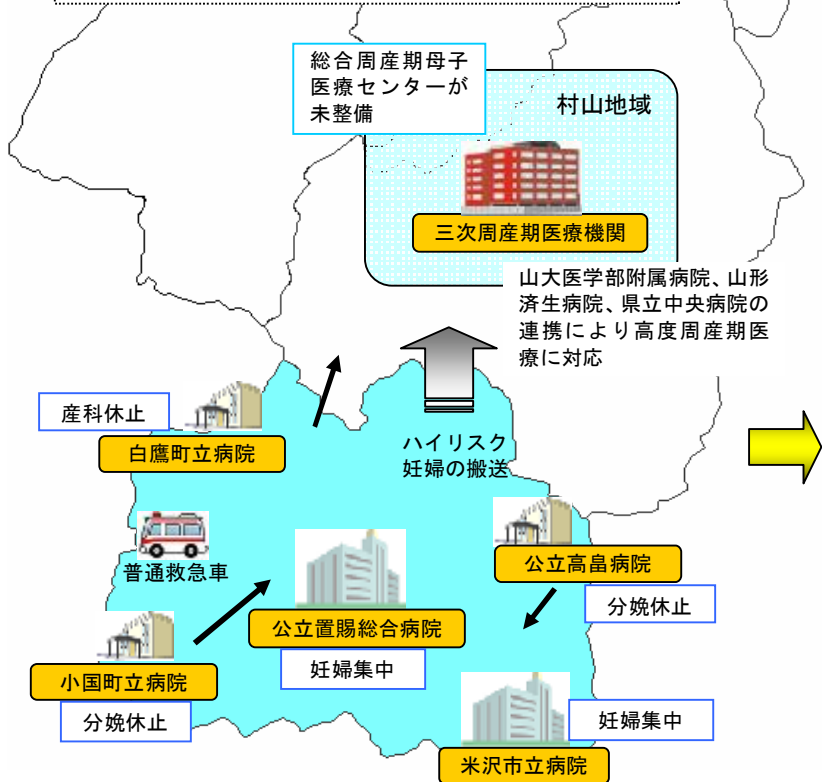 総合周産期母子
医療センターが
未整備
村山地域
三次周産期医療機関
山大医学部附属病院、山形
済生病院、県立中央病院の
連携により高度周産期医
療に対応
産科休止
白鷹町立病院
ハイリスク
妊婦の搬送
普通救急車
公立高畠病院
分娩休止
公立置賜総合病院
妊婦集中
小国町立病院
分娩休止
妊婦集中
米沢市立病院